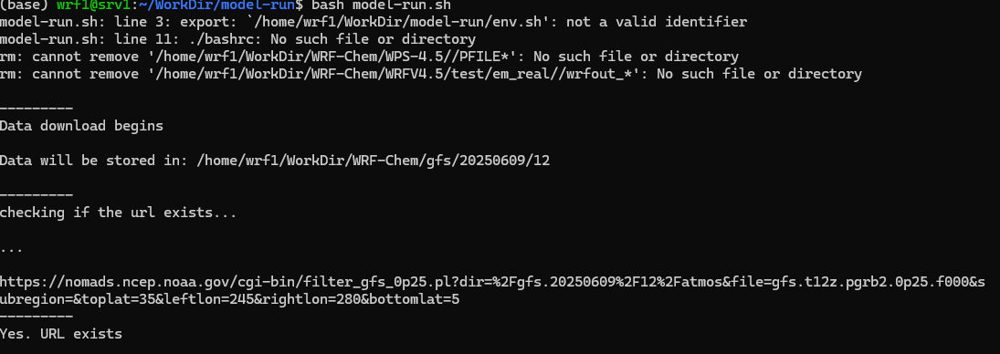 (base) wrf1@srv1:~/WorkDir/model-run$ bash model-run.sh
model-run.sh: line 3: export: `/home/wrf1/WorkDir/model-run/env.sh': not a valid identifier
model-run.sh: line 11: ./bashrc: No such file or directory
rm: cannot remove '/home/wrf1/WorkDir/WRF-Chem/WPS-4.5//PFILE*': No such file or directory
rm: cannot remove '/home/wrf1/WorkDir/WRF-Chem/WRFV4.5/test/em_real//wrfout_*': No such file or directory
---------
Data download begins
Data will be stored in: /home/wrf1/WorkDir/WRF-Chem/gfs/20250609/12
---------
checking if the url exists...
...
https://nomads.ncep.noaa.gov/cgi-bin/filter_gfs_0p25.pl?dir=%2Fgfs.20250609%2F12%2Fatmos&file=gfs.t12z.pgrb2.0p25.f000&s
ubregion=&toplat=35&leftlon=245&rightlon=280&bottomlat=5
---------
Yes. URL exists